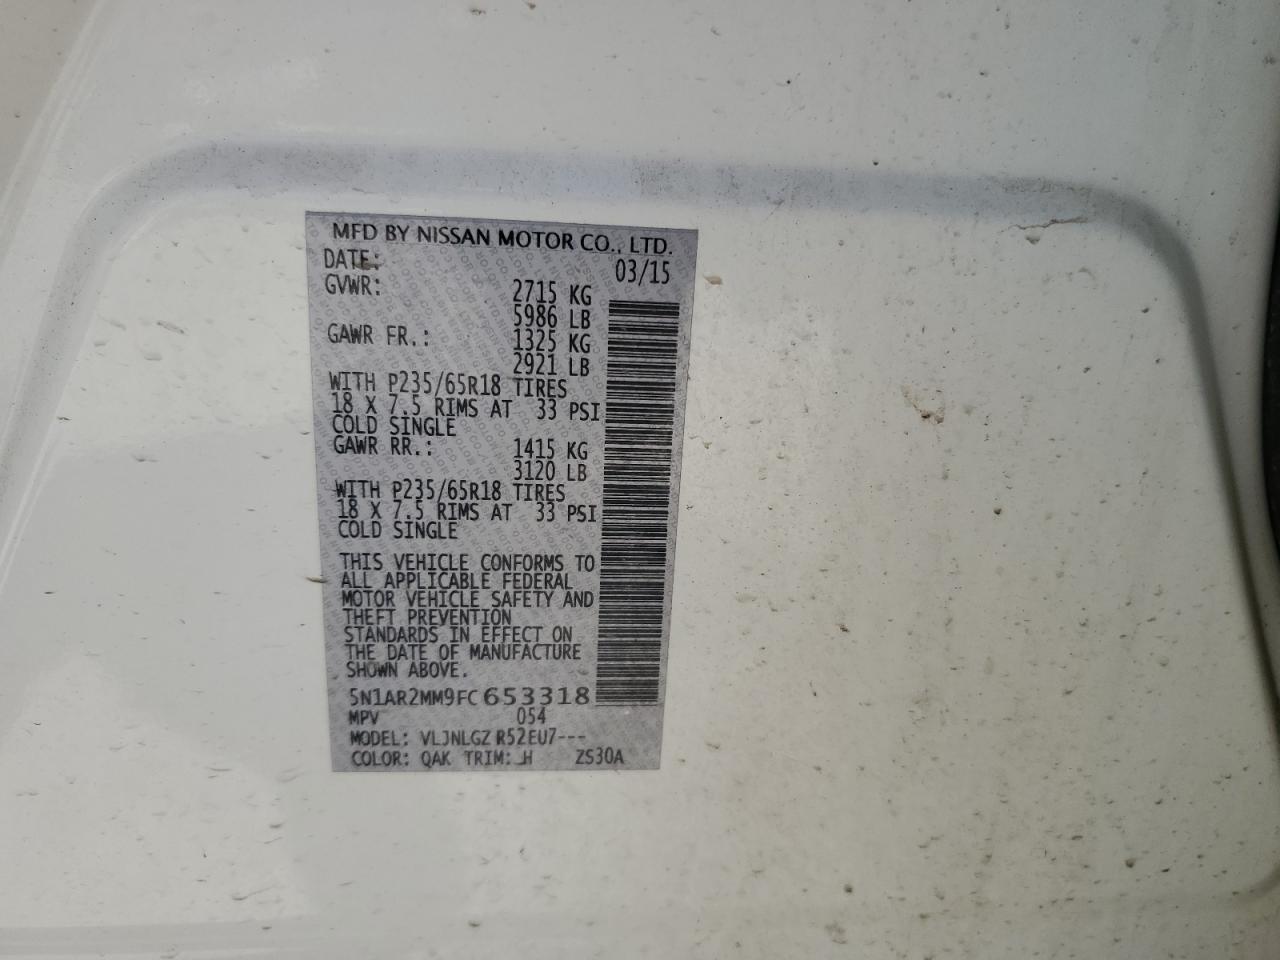 MFD BY NISSAN MOTOR CO., LTD.
DATE: 03/15
GVWR: 2715 KG
5986 LB
GAWR FR.: 1325 KG
2921 LB
WITH P235/65R18 TIRES
18 X 7.5 RIMS AT 33 PSI
COLD SINGLE
GAWR RR.: 1415 KG
3120 LB
WITH P235/65R18 TIRES
18 X 7.5 RIMS AT 33 PSI
COLD SINGLE
THIS VEHICLE CONFORMS TO
ALL APPLICABLE FEDERAL
MOTOR VEHICLE SAFETY AND
THEFT PREVENTION
STANDARDS IN EFFECT ON
THE DATE OF MANUFACTURE
SHOWN ABOVE.
5N1AR2MM9FC653318
MPV 054
MODEL: VLJNLGZ R52EU7---
COLOR: QAK TRIM: H ZS30A